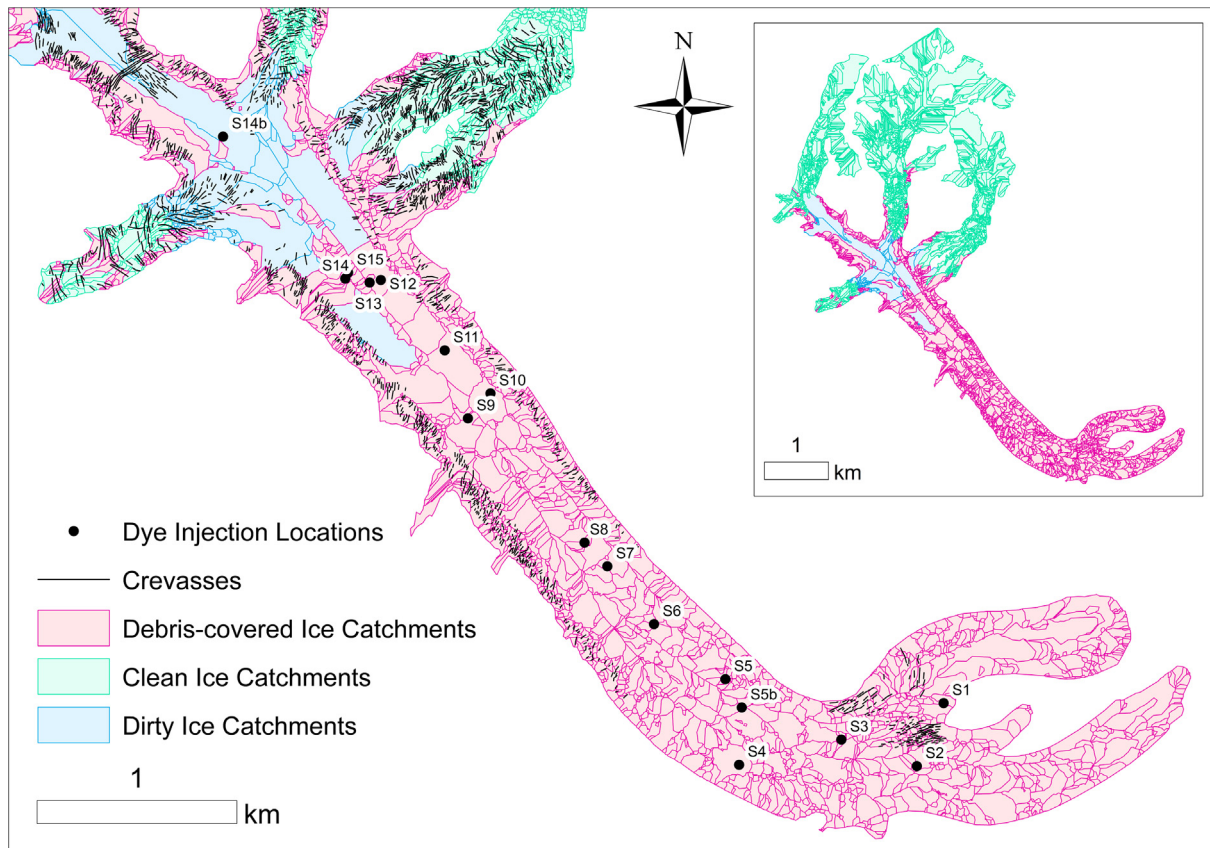 N
S14b
S14
S15
S12
S13
S11
S10
S9
S8
S7
S6
S5
S5b
S1
S3
S2
S4
Dye Injection Locations
Crevasses
Debris-covered Ice Catchments
Clean Ice Catchments
Dirty Ice Catchments
1
km
1
km